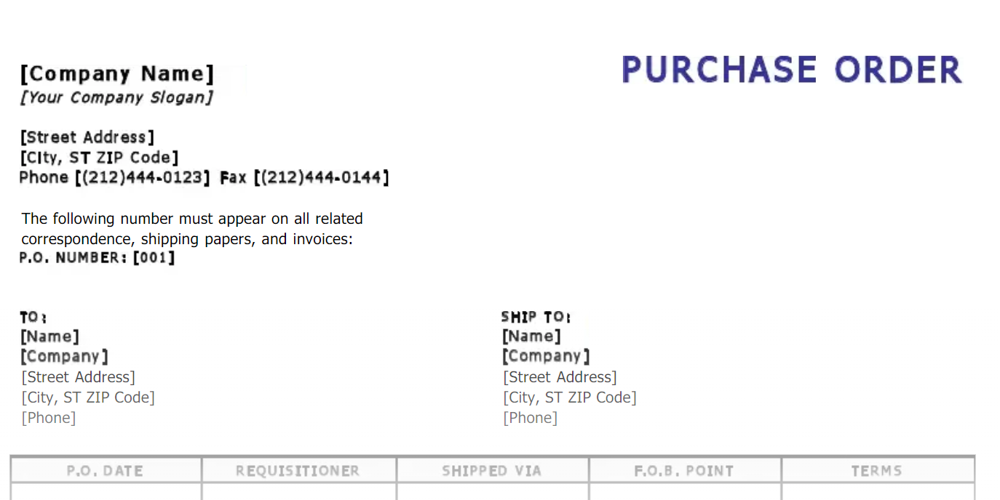 [Company Name]
PURCHASE ORDER
[Your Company Slogan]
[Street Address]
[CIty, ST ZIP Code]
Phone [(212)444-0123] Fax [(212)444-0144]
The following number must appear on all related
correspondence, shipping papers, and invoices:
P.O. NUMBER: [001]
TO:
[Name]
[Company]
[Street Address]
[City, ST ZIP Code]
[Phone]
SHIP TO:
[Name]
[Company]
[Street Address]
[City, ST ZIP Code]
[Phone]
P.O. DATE REQUISITIONER SHIPPED VIA F.O.B. POINT TERMS